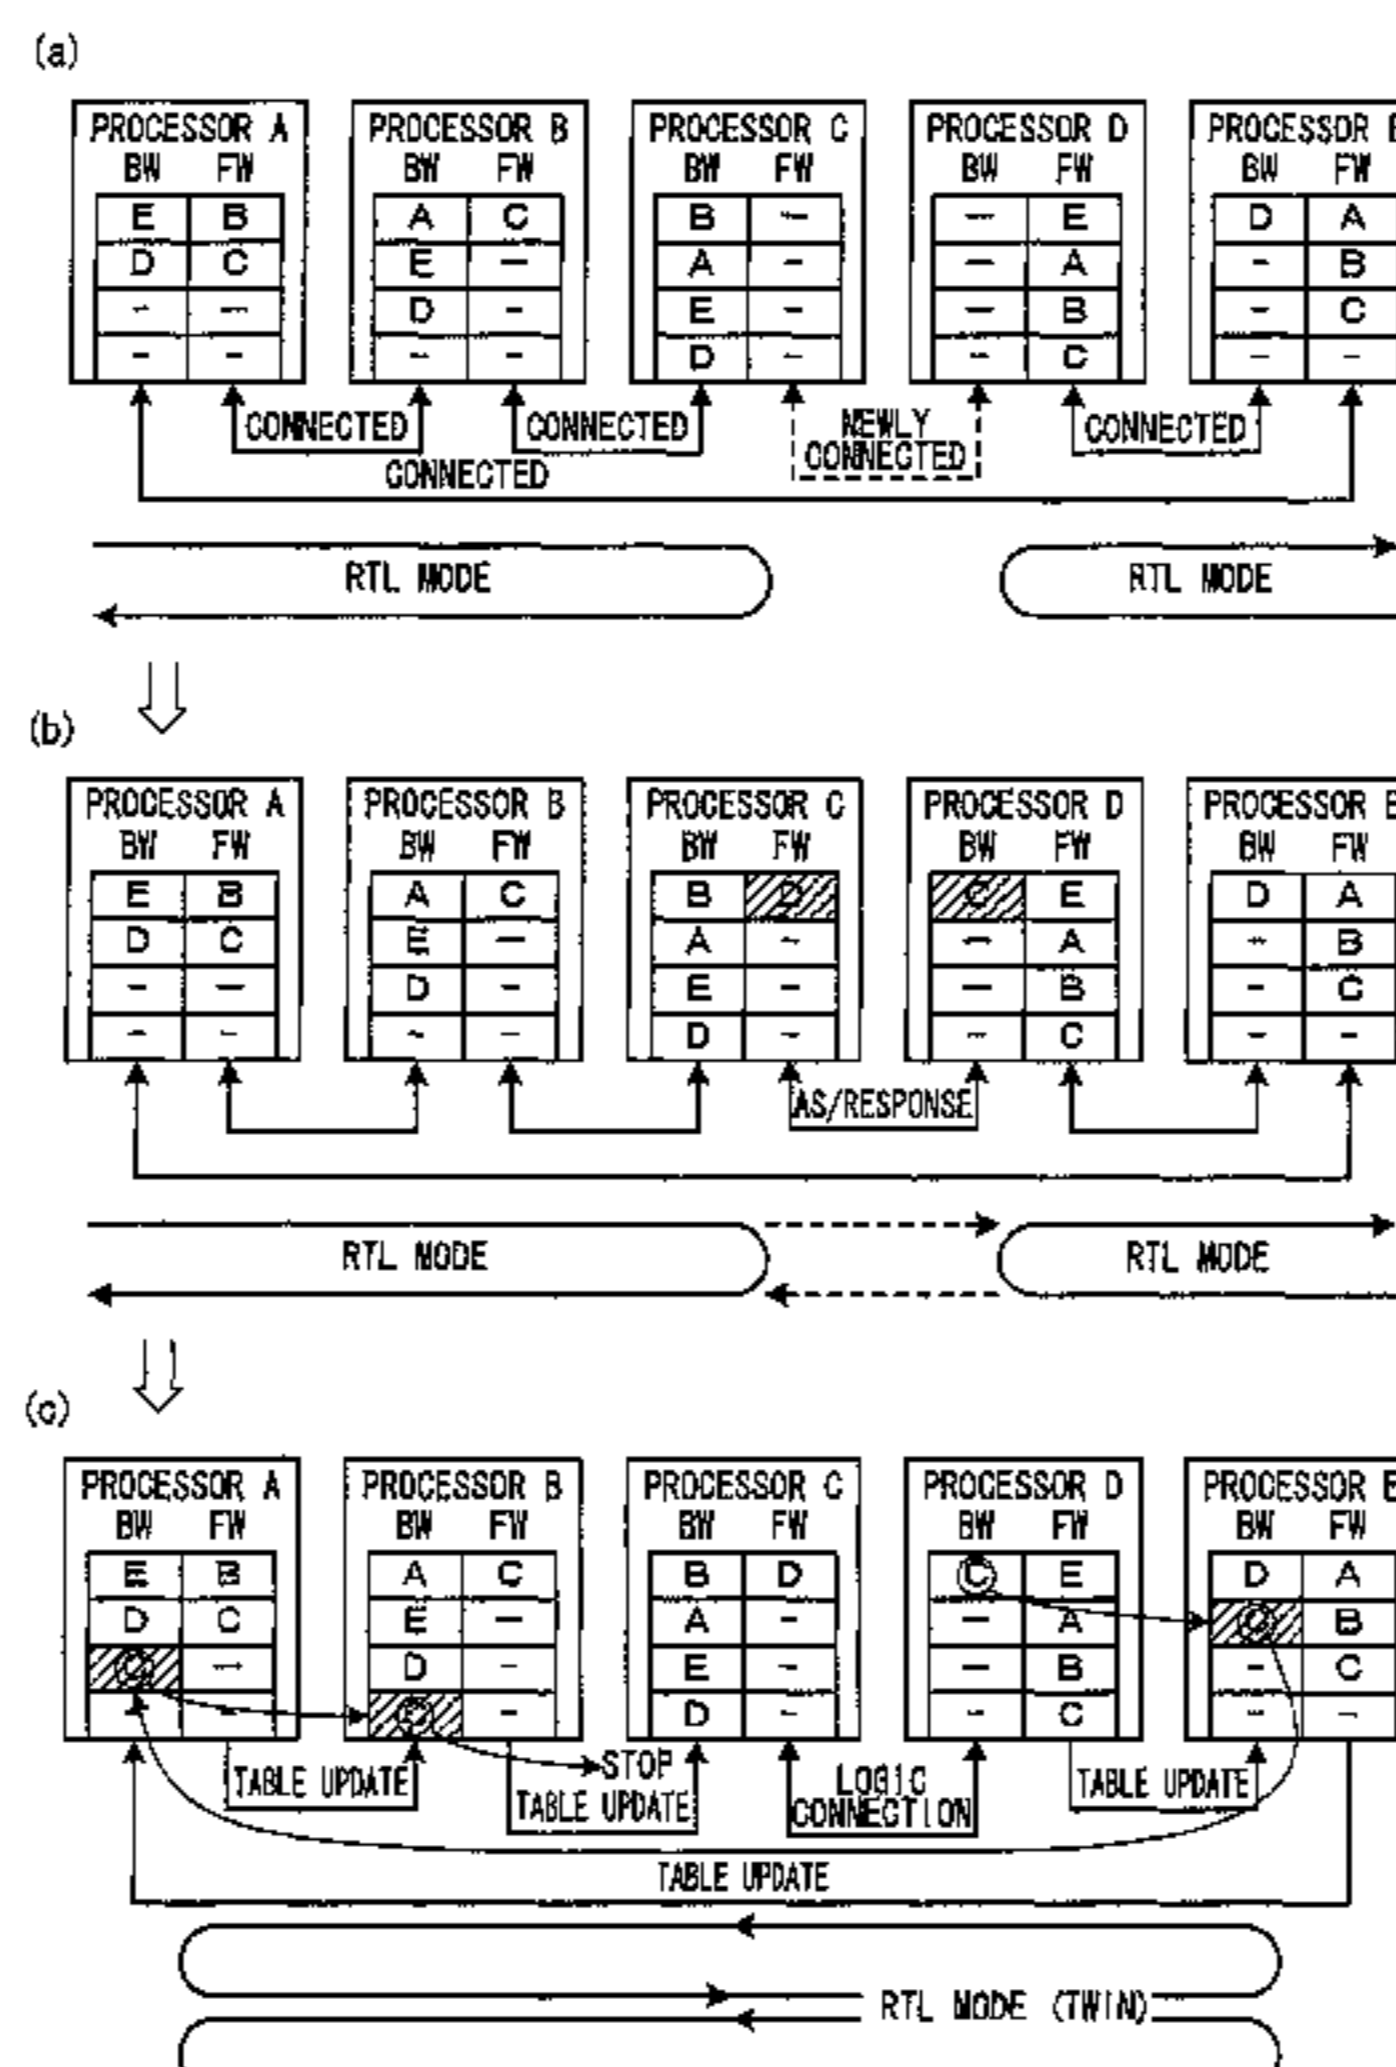 (a)
PROCESSOR A PROCESSOR B PROCESSOR C PROCESSOR D PROCESSOR E
BW FW BW FW BW FW BW FW BW FW
E B A C B - - E D A
D C E - A - - A - B
- - D - E - - B - C
- - - - D - - C - -
CONNECTED CONNECTED NEWLY CONNECTED CONNECTED
CONNECTED
RTL MODE RTL MODE
(b)
PROCESSOR A PROCESSOR B PROCESSOR C PROCESSOR D PROCESSOR E
BW FW BW FW BW FW BW FW BW FW
E B A C B D C E D A
D C E - A - - A - B
- - D - E - - B - C
- - - - D - - C - -
AS/RESPONSE
RTL MODE RTL MODE
(c)
PROCESSOR A PROCESSOR B PROCESSOR C PROCESSOR D PROCESSOR E
BW FW BW FW BW FW BW FW BW FW
E B A C B D C E D A
D C E - A - - A C B
C - D - E - - B - C
- - C - D - - C - -
TABLE UPDATE STOP TABLE UPDATE LOGIC CONNECTION TABLE UPDATE
TABLE UPDATE
RTL MODE (TWIN)